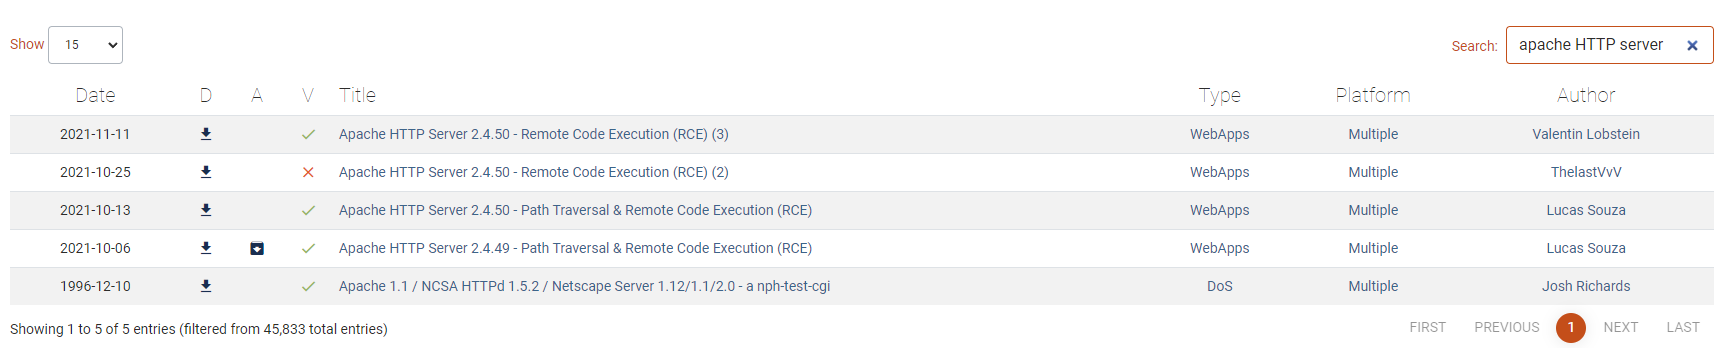 Show 15 Search: apache HTTP server
Date D A V Title Type Platform Author
2021-11-11 Apache HTTP Server 2.4.50 - Remote Code Execution (RCE) (3) WebApps Multiple Valentin Lobstein
2021-10-25 Apache HTTP Server 2.4.50 - Remote Code Execution (RCE) (2) WebApps Multiple ThelastVvV
2021-10-13 Apache HTTP Server 2.4.50 - Path Traversal & Remote Code Execution (RCE) WebApps Multiple Lucas Souza
2021-10-06 Apache HTTP Server 2.4.49 - Path Traversal & Remote Code Execution (RCE) WebApps Multiple Lucas Souza
1996-12-10 Apache 1.1 / NCSA HTTPd 1.5.2 / Netscape Server 1.12/1.1/2.0 - a nph-test-cgi DoS Multiple Josh Richards
Showing 1 to 5 of 5 entries (filtered from 45,833 total entries) FIRST PREVIOUS 1 NEXT LAST